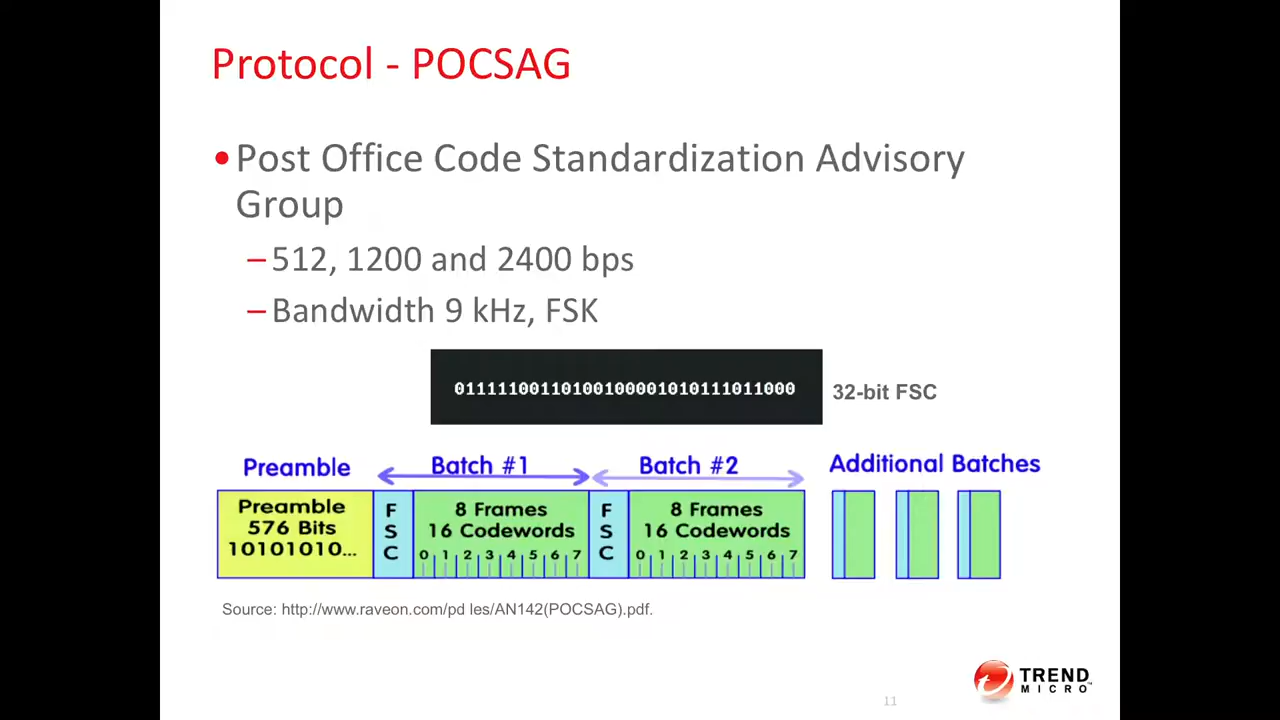 Protocol - POCSAG
•Post Office Code Standardization Advisory
Group
–512, 1200 and 2400 bps
–Bandwidth 9 kHz, FSK
01111100110100100001010111011000
32-bit FSC
Preamble
Batch #1
Batch #2
Additional Batches
Preamble
576 Bits
10101010...
F
S
C
8 Frames
16 Codewords
0 1 2 3 4 5 6 7
F
S
C
8 Frames
16 Codewords
0 1 2 3 4 5 6 7
Source: http://www.raveon.com/pd les/AN142(POCSAG).pdf.
TREND
MICRO™
11